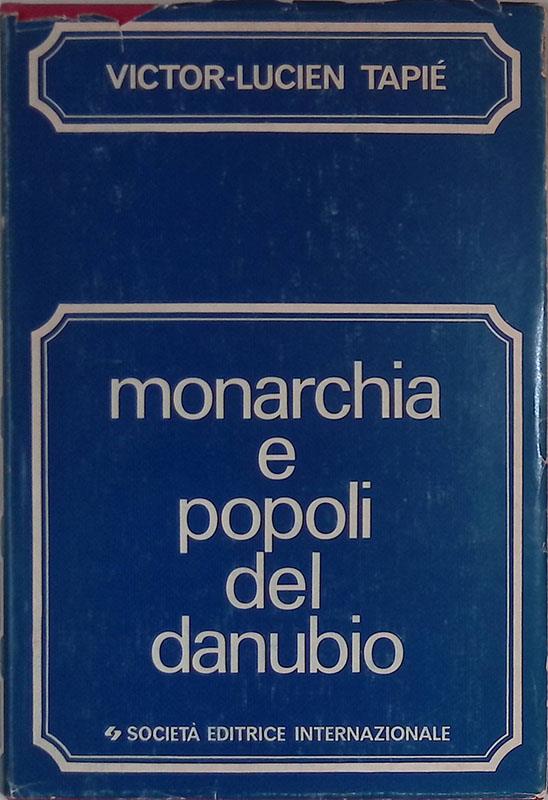 VICTOR-LUCIEN TAPIÉ
monarchia
e
popoli
del
danubio
SOCIETÀ EDITRICE INTERNAZIONALE